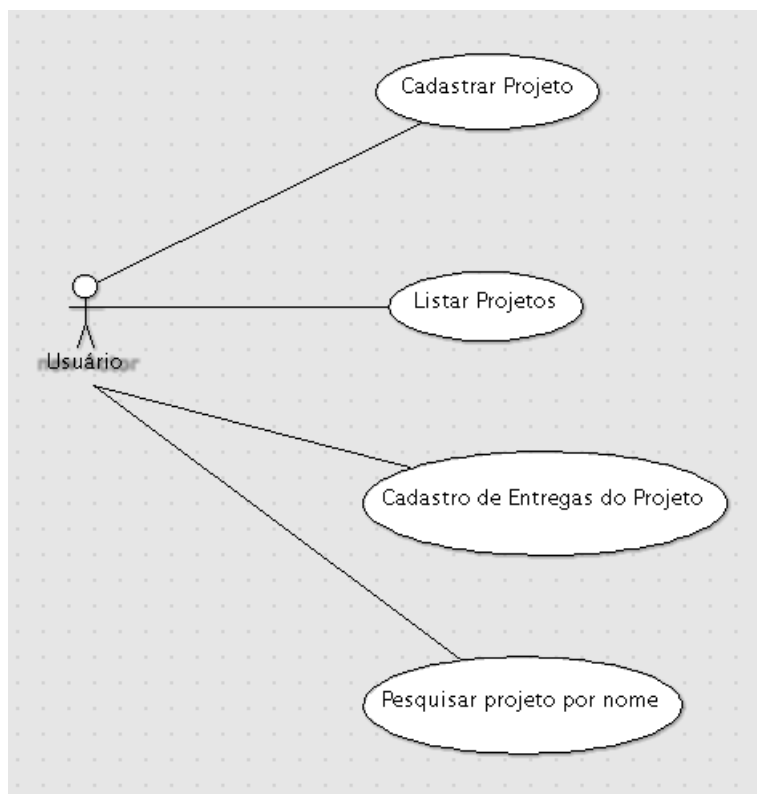 Cadastrar Projeto
Listar Projetos
Usuário
Cadastro de Entregas do Projeto
Pesquisar projeto por nome